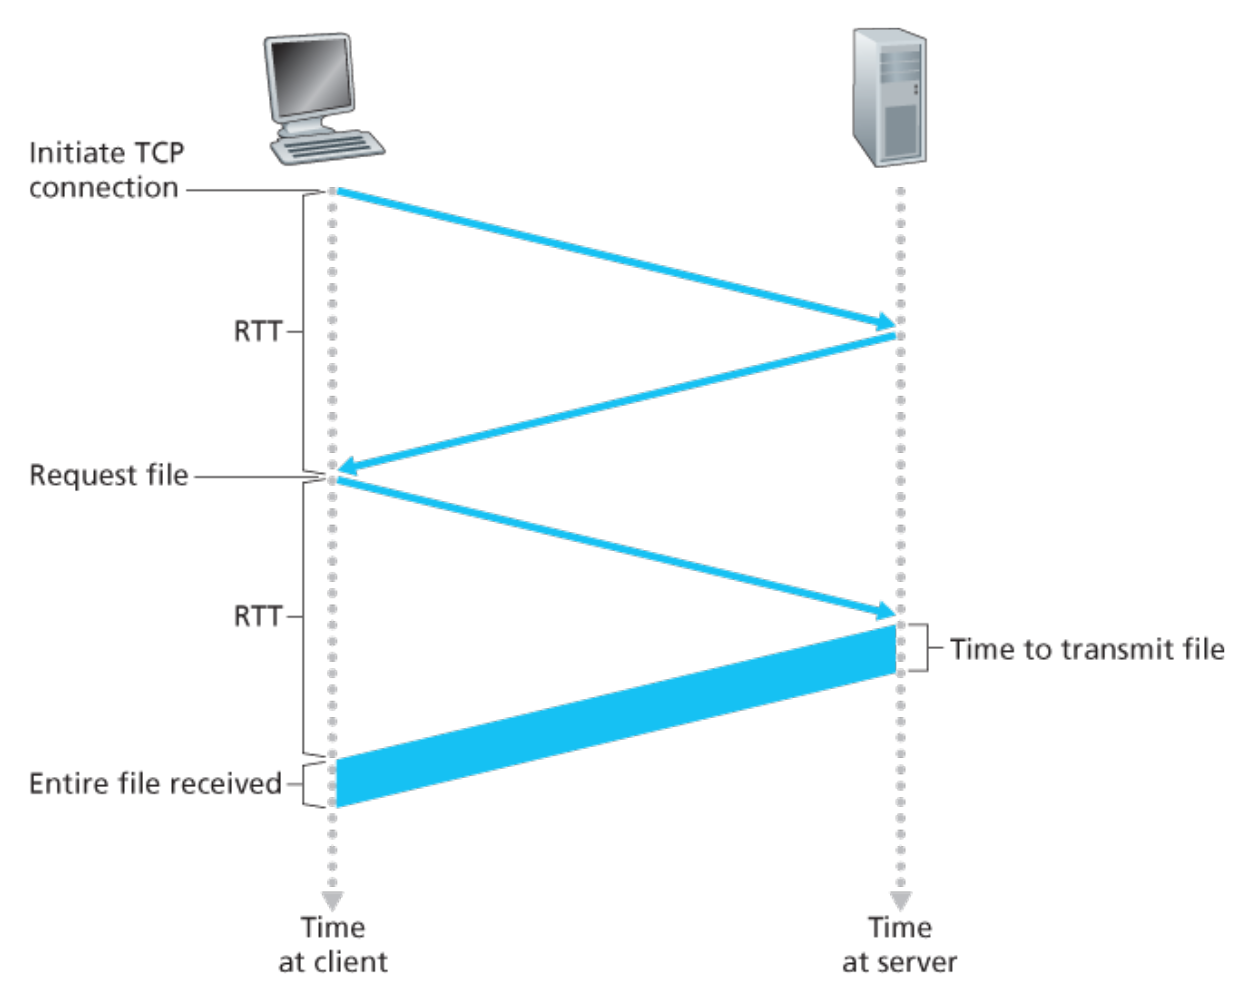 Initiate TCP
connection
RTT
Request file
RTT
Time to transmit file
Entire file received
Time
at client
Time
at server